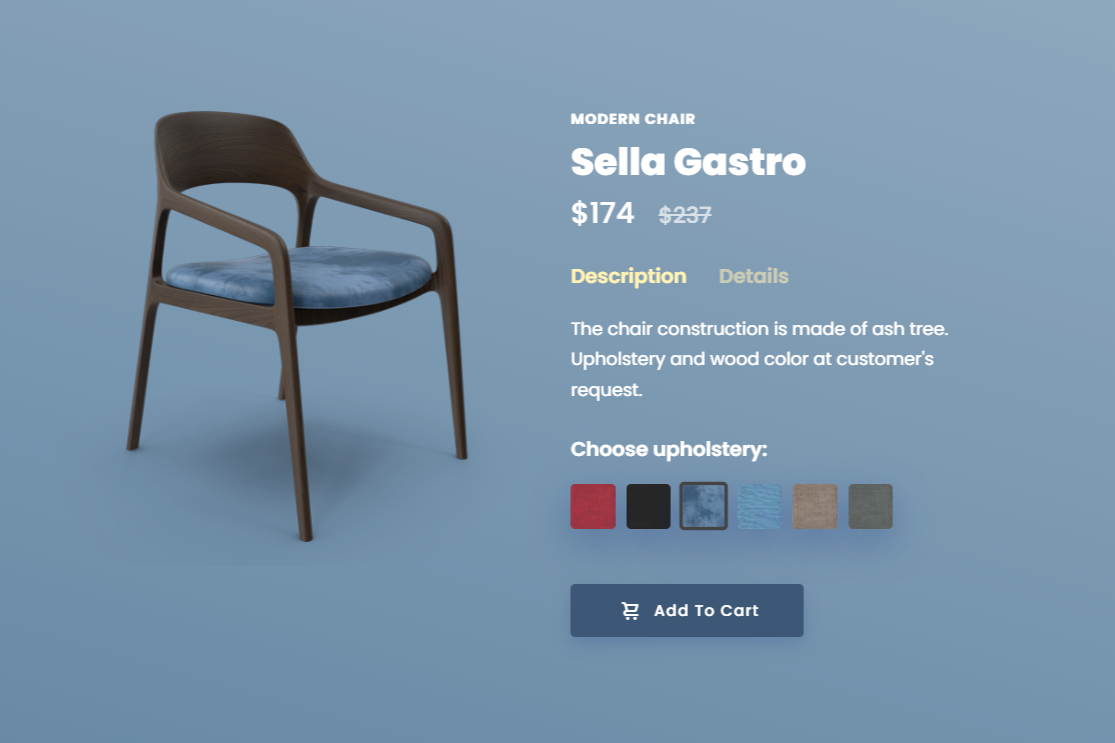 MODERN CHAIR
Sella Gastro
$174 $237
Description Details
The chair construction is made of ash tree.
Upholstery and wood color at customer's
request.
Choose upholstery:
Add To Cart